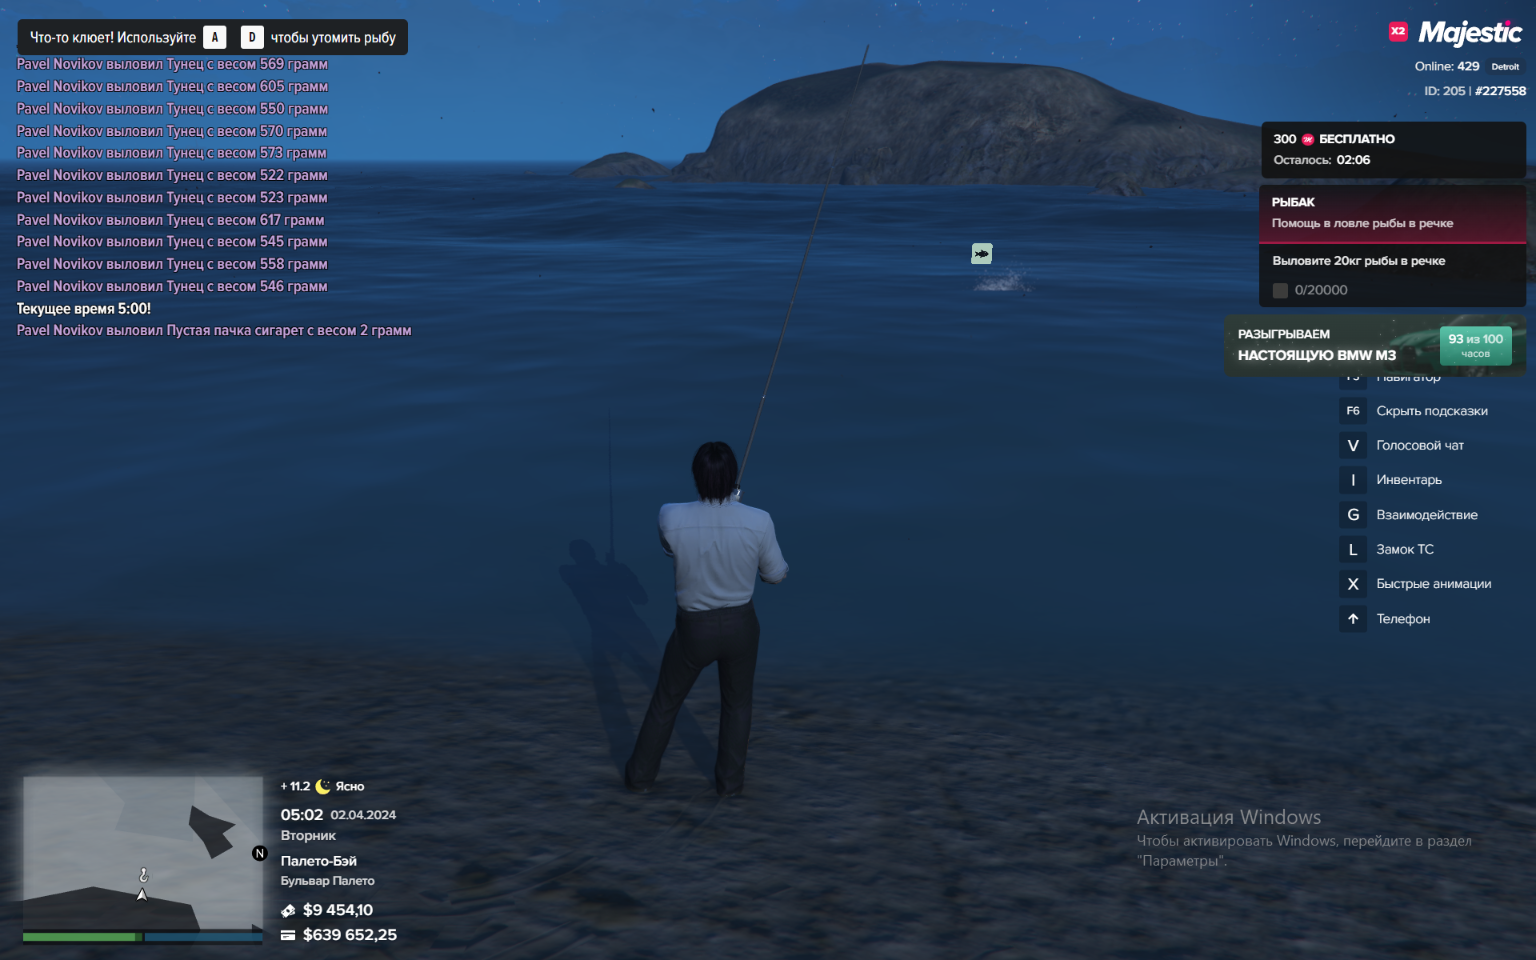 Что-то клюет! Используйте A D чтобы утомить рыбу
Pavel Novikov выловил Тунец с весом 569 грамм
Pavel Novikov выловил Тунец с весом 605 грамм
Pavel Novikov выловил Тунец с весом 550 грамм
Pavel Novikov выловил Тунец с весом 570 грамм
Pavel Novikov выловил Тунец с весом 573 грамм
Pavel Novikov выловил Тунец с весом 522 грамм
Pavel Novikov выловил Тунец с весом 523 грамм
Pavel Novikov выловил Тунец с весом 617 грамм
Pavel Novikov выловил Тунец с весом 545 грамм
Pavel Novikov выловил Тунец с весом 558 грамм
Pavel Novikov выловил Тунец с весом 546 грамм
Текущее время 5:00!
Pavel Novikov выловил Пустая пачка сигарет с весом 2 грамм
X2 Majestic
Online: 429 Detroit
ID: 205 | #227558
300 БЕСПЛАТНО
Осталось: 02:06
РЫБАК
Помощь в ловле рыбы в речке
Выловите 20кг рыбы в речке
0/20000
РАЗЫГРЫВАЕМ
НАСТОЯЩУЮ BMW M3
93 из 100
часов
Навигатор
F6 Скрыть подсказки
V Голосовой чат
I Инвентарь
G Взаимодействие
L Замок ТС
X Быстрые анимации
Телефон
N
+11.2 Ясно
05:02 02.04.2024
Вторник
Палето-Бэй
Бульвар Палето
$9 454,10
$639 652,25
Активация Windows
Чтобы активировать Windows, перейдите в раздел
"Параметры".